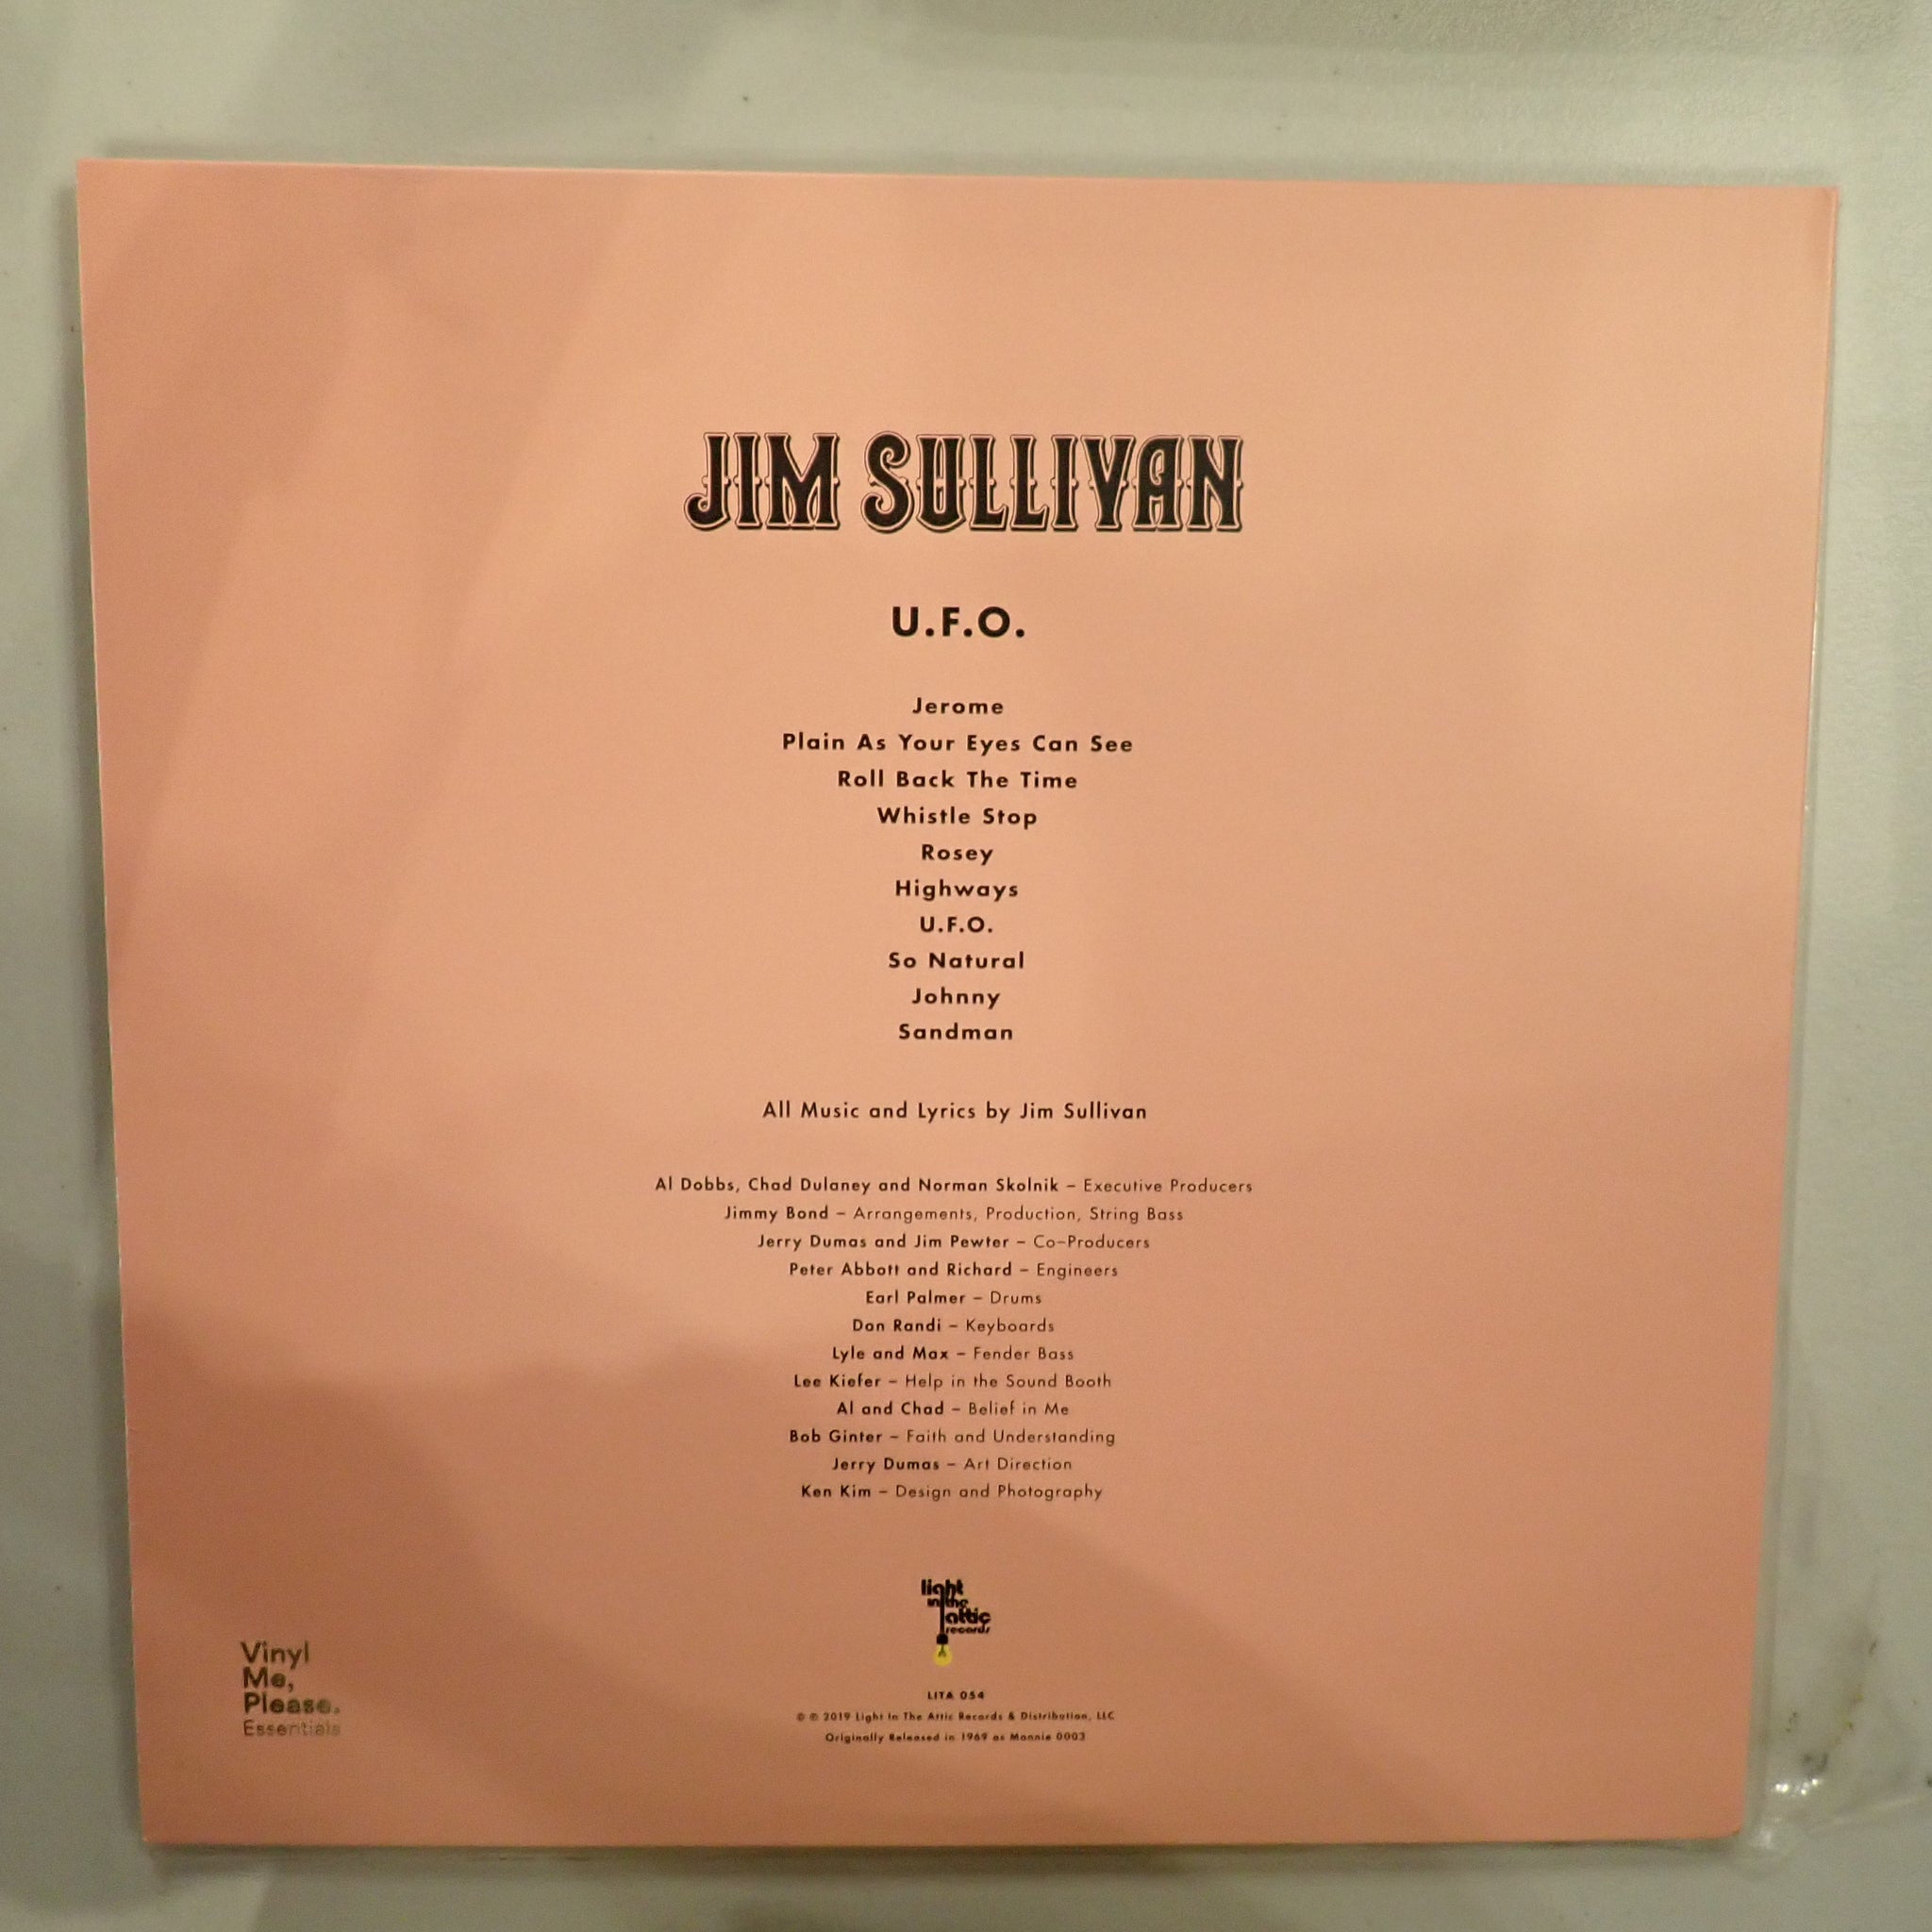 JIM SULLIVAN
U.F.O.
Jerome
Plain As Your Eyes Can See
Roll Back The Time
Whistle Stop
Rosey
Highways
U.F.O.
So Natural
Johnny
Sandman
All Music and Lyrics by Jim Sullivan
Al Dobbs, Chad Dulaney and Norman Skolnik – Executive Producers
Jimmy Bond – Arrangements, Production, String Bass
Jerry Dumas and Jim Pewter – Co-Producers
Peter Abbott and Richard – Engineers
Earl Palmer – Drums
Don Randi – Keyboards
Lyle and Max – Fender Bass
Lee Kiefer – Help in the Sound Booth
Al and Chad – Belief in Me
Bob Ginter – Faith and Understanding
Jerry Dumas – Art Direction
Ken Kim – Design and Photography
light
in the
attic
records
Vinyl
Me,
Please.
Essentials
LITA 054
© ℗ 2019 Light In The Attic Records & Distribution, LLC
Originally Released in 1969 as Monnie 0003